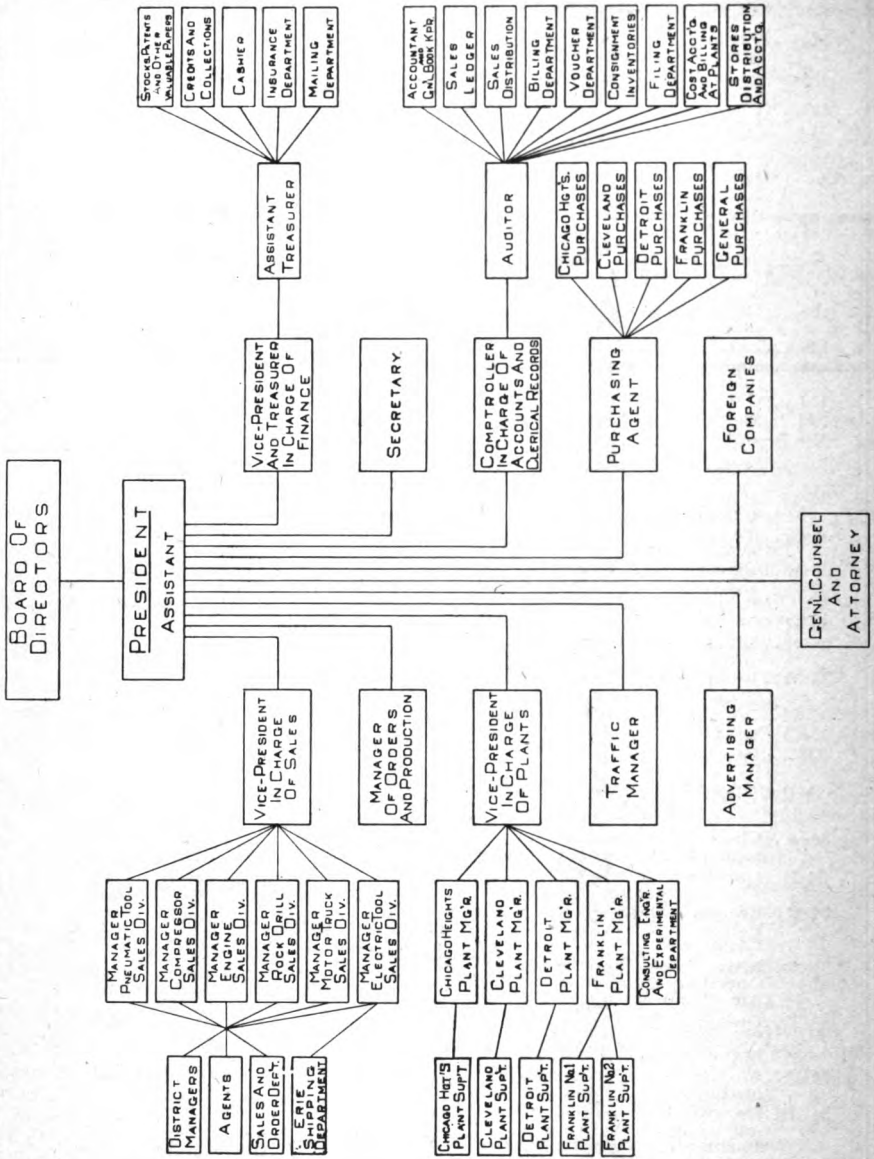 BOARD OF
DIRECTORS
PRESIDENT
ASSISTANT
VICE-PRESIDENT
IN CHARGE
OF SALES
MANAGER
OF ORDERS
AND PRODUCTION
VICE-PRESIDENT
IN CHARGE
OF PLANTS
TRAFFIC
MANAGER
ADVERTISING
MANAGER
GEN'L. COUNSEL
AND
ATTORNEY
VICE-PRESIDENT
AND TREASURER
IN CHARGE OF
FINANCE
SECRETARY.
COMPTROLLER
IN CHARGE OF
ACCOUNTS AND
CLERICAL RECORDS
PURCHASING
AGENT
FOREIGN
COMPANIES
MANAGER
PNEUMATIC TOOL
SALES DIV.
MANAGER
COMPRESSOR
SALES DIV.
MANAGER
ENGINE
SALES DIV.
MANAGER
ROCK DRILL
SALES DIV.
MANAGER
MOTOR TRUCK
SALES DIV.
MANAGER
ELECTRIC TOOL
SALES DIV.
DISTRICT
MANAGERS
AGENTS
SALES AND
ORDER DEP'T.
ERIE
SHIPPING
DEPARTMENT
CHICAGO HEIGHTS
PLANT MG'R.
CLEVELAND
PLANT MG'R.
DETROIT
PLANT MG'R.
FRANKLIN
PLANT MG'R.
CONSULTING ENG'R.
AND EXPERIMENTAL
DEPARTMENT
CHICAGO HGT'S
PLANT SUP'T
CLEVELAND
PLANT SUP'T.
DETROIT
PLANT SUP'T.
FRANKLIN No.1
PLANT SUP'T.
FRANKLIN No.2
PLANT SUP'T.
ASSISTANT
TREASURER
STOCKS, PATENTS
AND OTHER
VALUABLE PAPERS
CREDITS AND
COLLECTIONS
CASHIER
INSURANCE
DEPARTMENT
MAILING
DEPARTMENT
AUDITOR
ACCOUNTANT
AND
GN'L BOOK KP'R.
SALES
LEDGER
SALES
DISTRIBUTION
BILLING
DEPARTMENT
VOUCHER
DEPARTMENT
CONSIGNMENT
INVENTORIES
FILING
DEPARTMENT
COST ACCT'G
AND BILLING
AT PLANTS
STORES
DISTRIBUTION
AND ACCT'G.
CHICAGO HGT'S.
PURCHASES
CLEVELAND
PURCHASES
DETROIT
PURCHASES
FRANKLIN
PURCHASES
GENERAL
PURCHASES